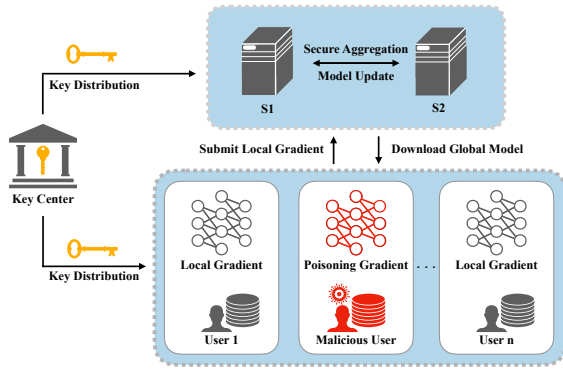 Secure Aggregation
Key Distribution
Model Update
S1
S2
Submit Local Gradient
Download Global Model
Key Center
Local Gradient
Poisoning Gradient
. . .
Local Gradient
Key Distribution
User 1
Malicious User
User n